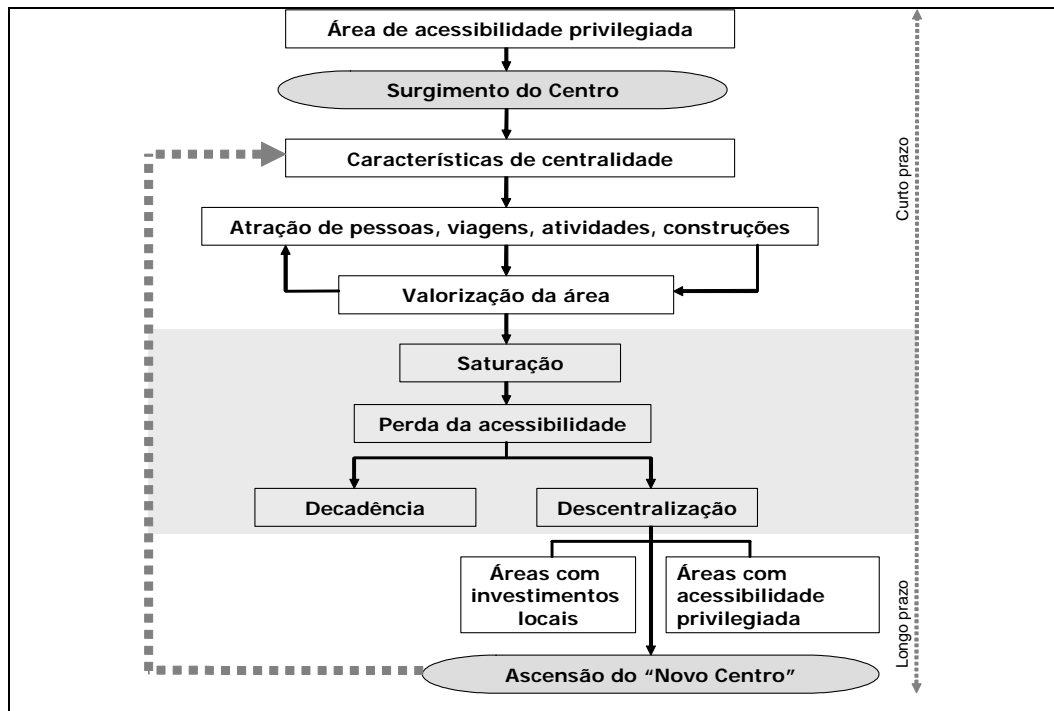 Área de acessibilidade privilegiada
Surgimento do Centro
Características de centralidade
Atração de pessoas, viagens, atividades, construções
Valorização da área
Saturação
Perda da acessibilidade
Decadência
Descentralização
Áreas com
investimentos
locais
Áreas com
acessibilidade
privilegiada
Ascensão do “Novo Centro”
Curto prazo
Longo prazo